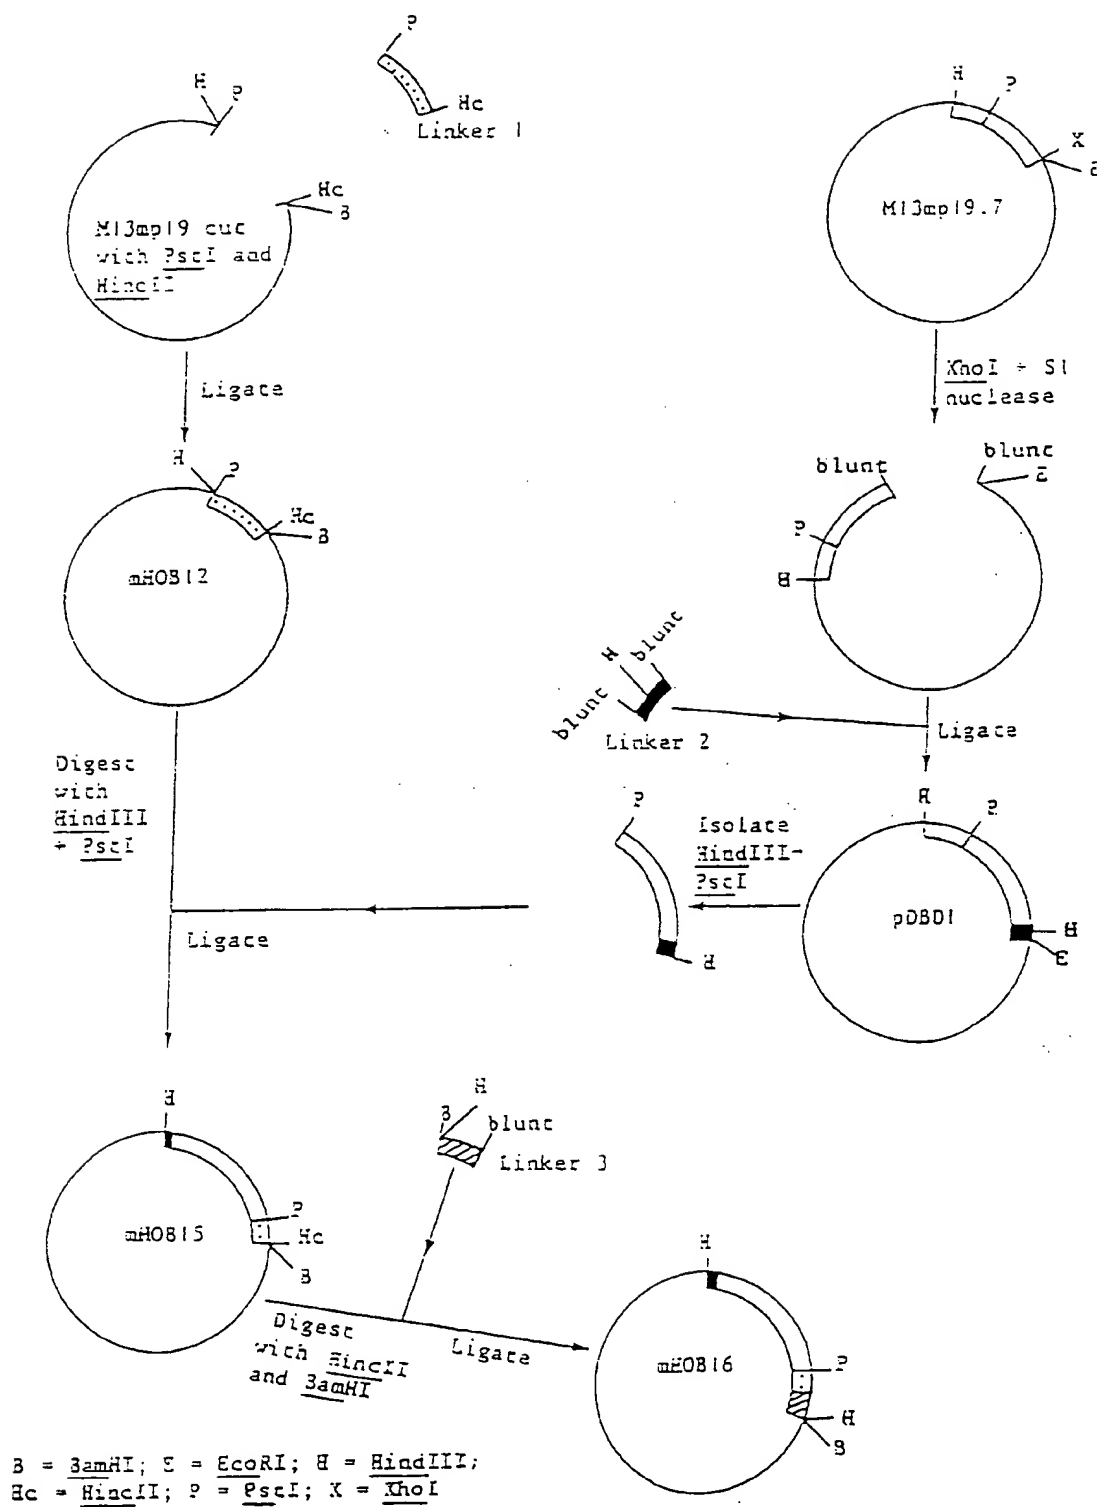 P
H P
Hc
Linker 1
Hc
B
M13mp19 cut
with PstI and
HincII
H
P
X
E
M13mp19.7
Ligate
XhoI + S1
nuclease
H
P
Hc
B
mHOB12
blunt
blunt
E
P
H
H
blunt
blunt
Linker 2
Ligate
Digest
with
HindIII
+ PstI
P
Isolate
HindIII-
PstI
H
H
P
pDBD1
H
E
Ligate
H
mHOB15
P
Hc
B
H
B
blunt
Linker 3
Digest
with HincII
and BamHI
Ligate
H
mHOB16
P
H
B
B = BamHI; E = EcoRI; H = HindIII;
Hc = HincII; P = PstI; X = XhoI